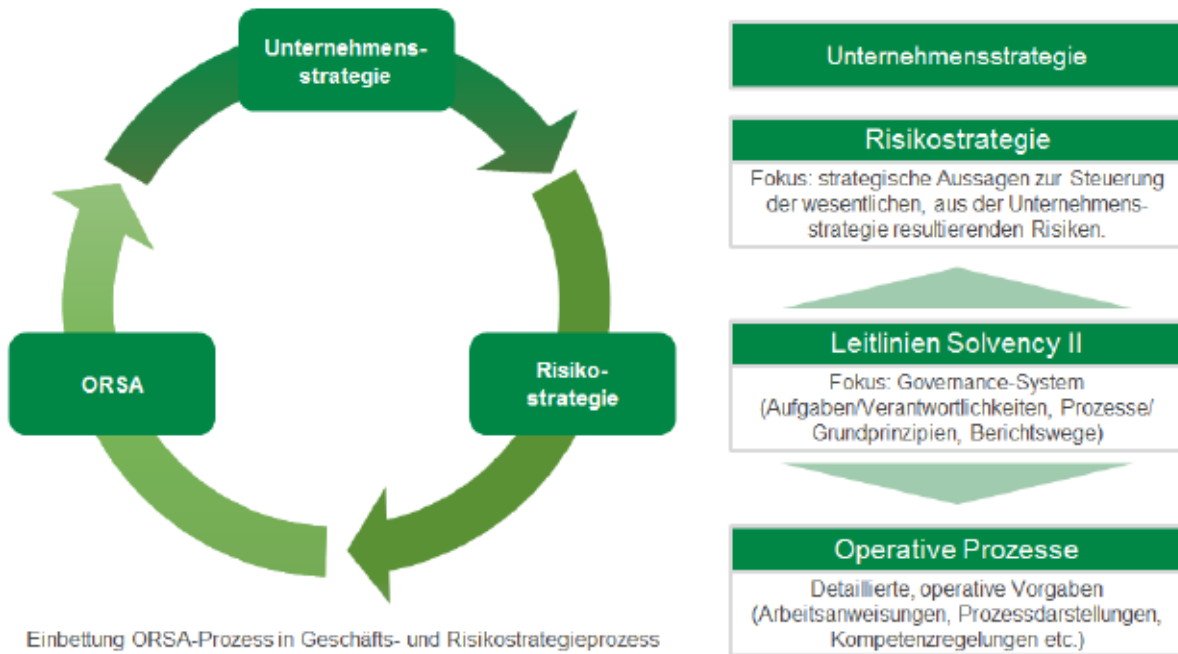 Unternehmens-
strategie
ORSA
Risiko-
strategie
Einbettung ORSA-Prozess in Geschäfts- und Risikostrategieprozess
Unternehmensstrategie
Risikostrategie
Fokus: strategische Aussagen zur Steuerung
der wesentlichen, aus der Unternehmens-
strategie resultierenden Risiken.
Leitlinien Solvency II
Fokus: Governance-System
(Aufgaben/Verantwortlichkeiten, Prozesse/
Grundprinzipien, Berichtswege)
Operative Prozesse
Detaillierte, operative Vorgaben
(Arbeitsanweisungen, Prozessdarstellungen,
Kompetenzregelungen etc.)